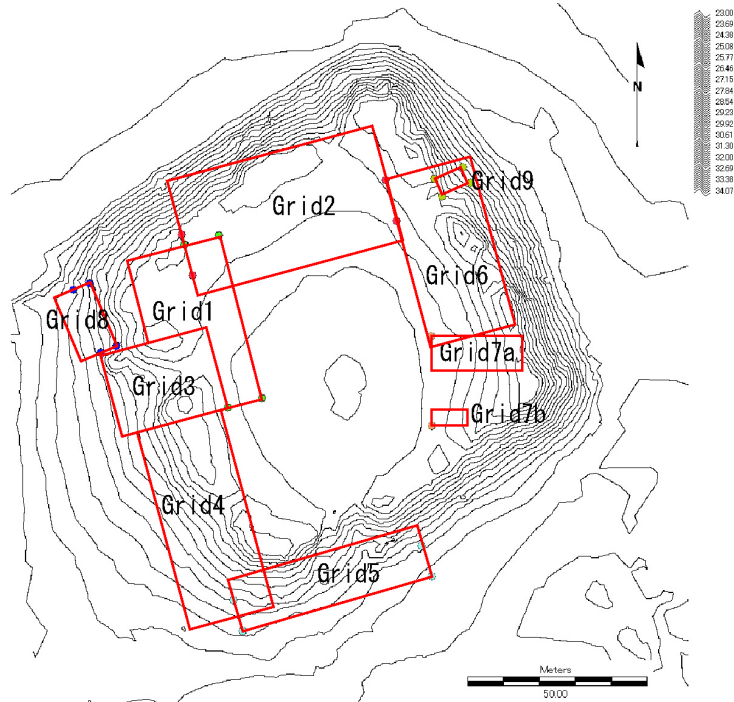 23.00
23.69
24.38
25.08
25.77
26.46
27.15
27.84
28.54
29.23
29.92
30.61
31.30
32.00
32.69
33.38
34.07
N
Grid9
Grid2
Grid6
Grid1
Grid8
Grid7a
Grid3
Grid7b
Grid4
Grid5
Meters
50.00